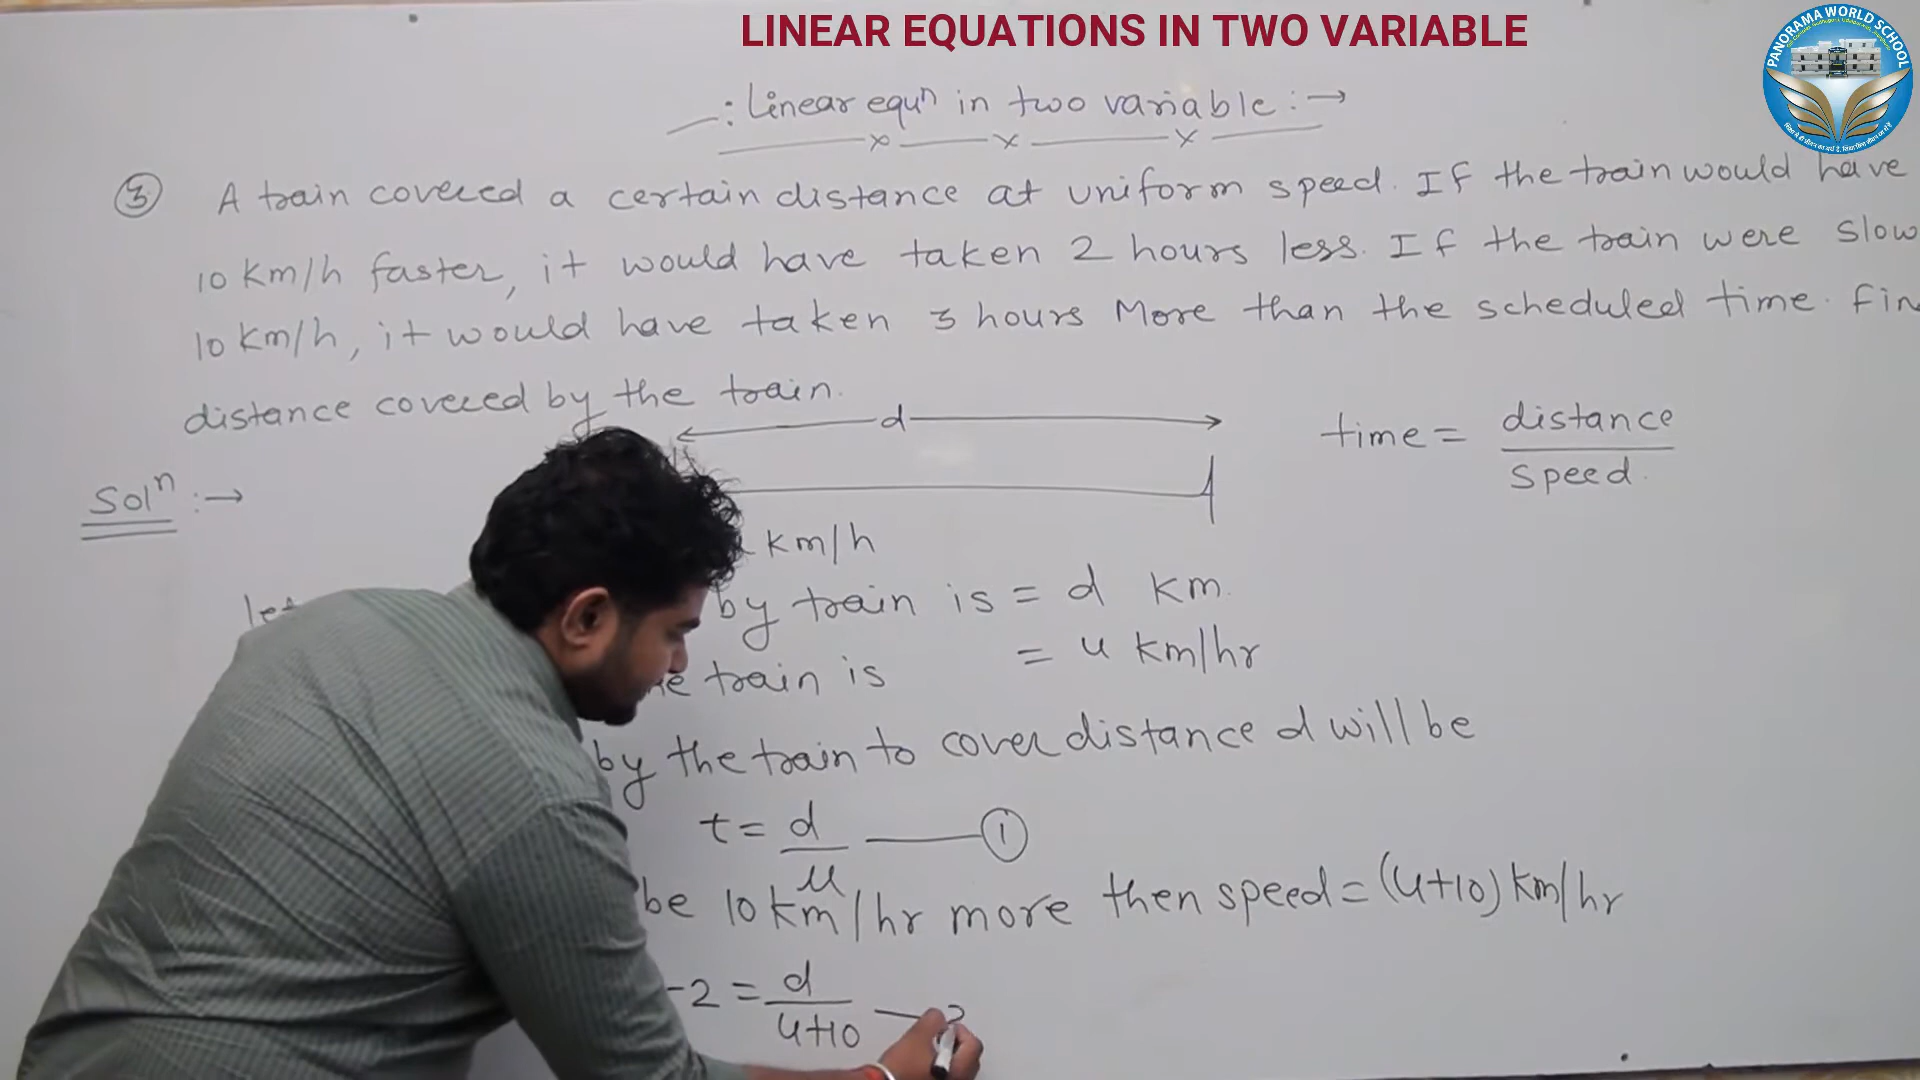 LINEAR EQUATIONS IN TWO VARIABLE
PANORAMA WORLD SCHOOL
:Linear equⁿ in two variable:→
③ A train covered a certain distance at uniform speed. If the train would have
10 km/h faster, it would have taken 2 hours less. If the train were slow
10 km/h, it would have taken 3 hours More than the scheduled time. Fin
distance covered by the train.
d
time = distance / speed.
Solⁿ :→
km/h
let by train is = d km.
train is = u km/hr
by the train to cover distance d will be
t = d/u —— ①
be 10 km/hr more then speed = (u+10) km/hr
-2 = d/u+10 —